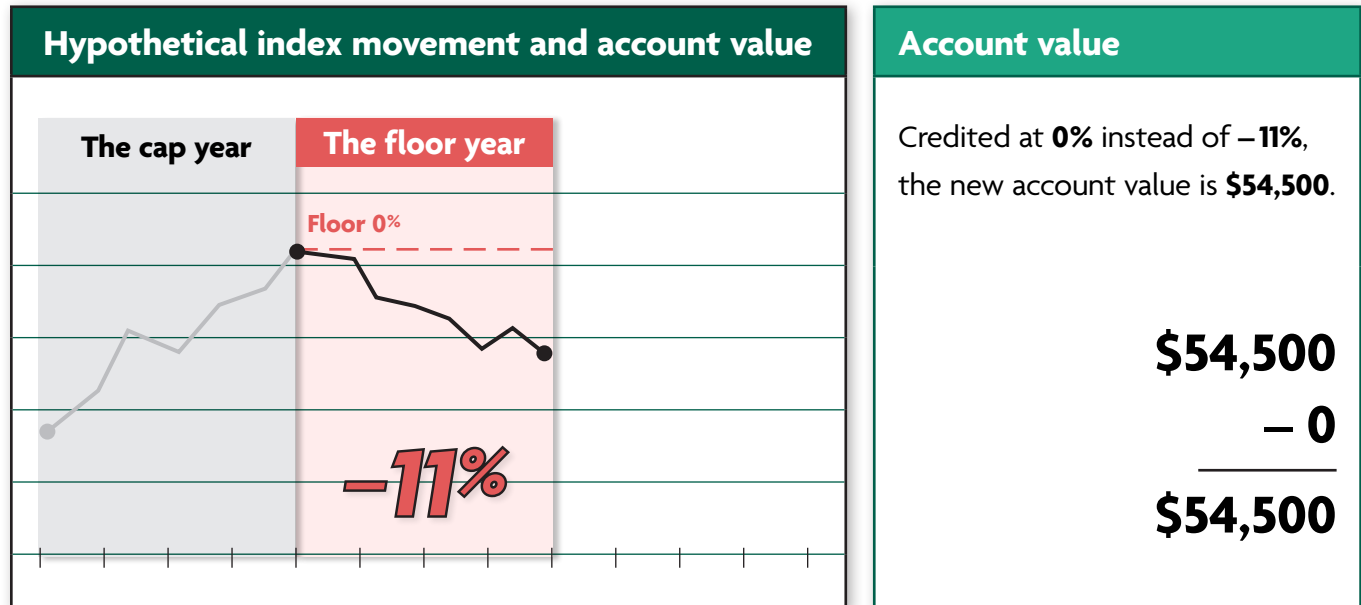 Hypothetical index movement and account value
The cap year
The floor year
Floor 0%
–11%
Account value
Credited at 0% instead of –11%,
the new account value is $54,500.
$54,500
– 0
$54,500